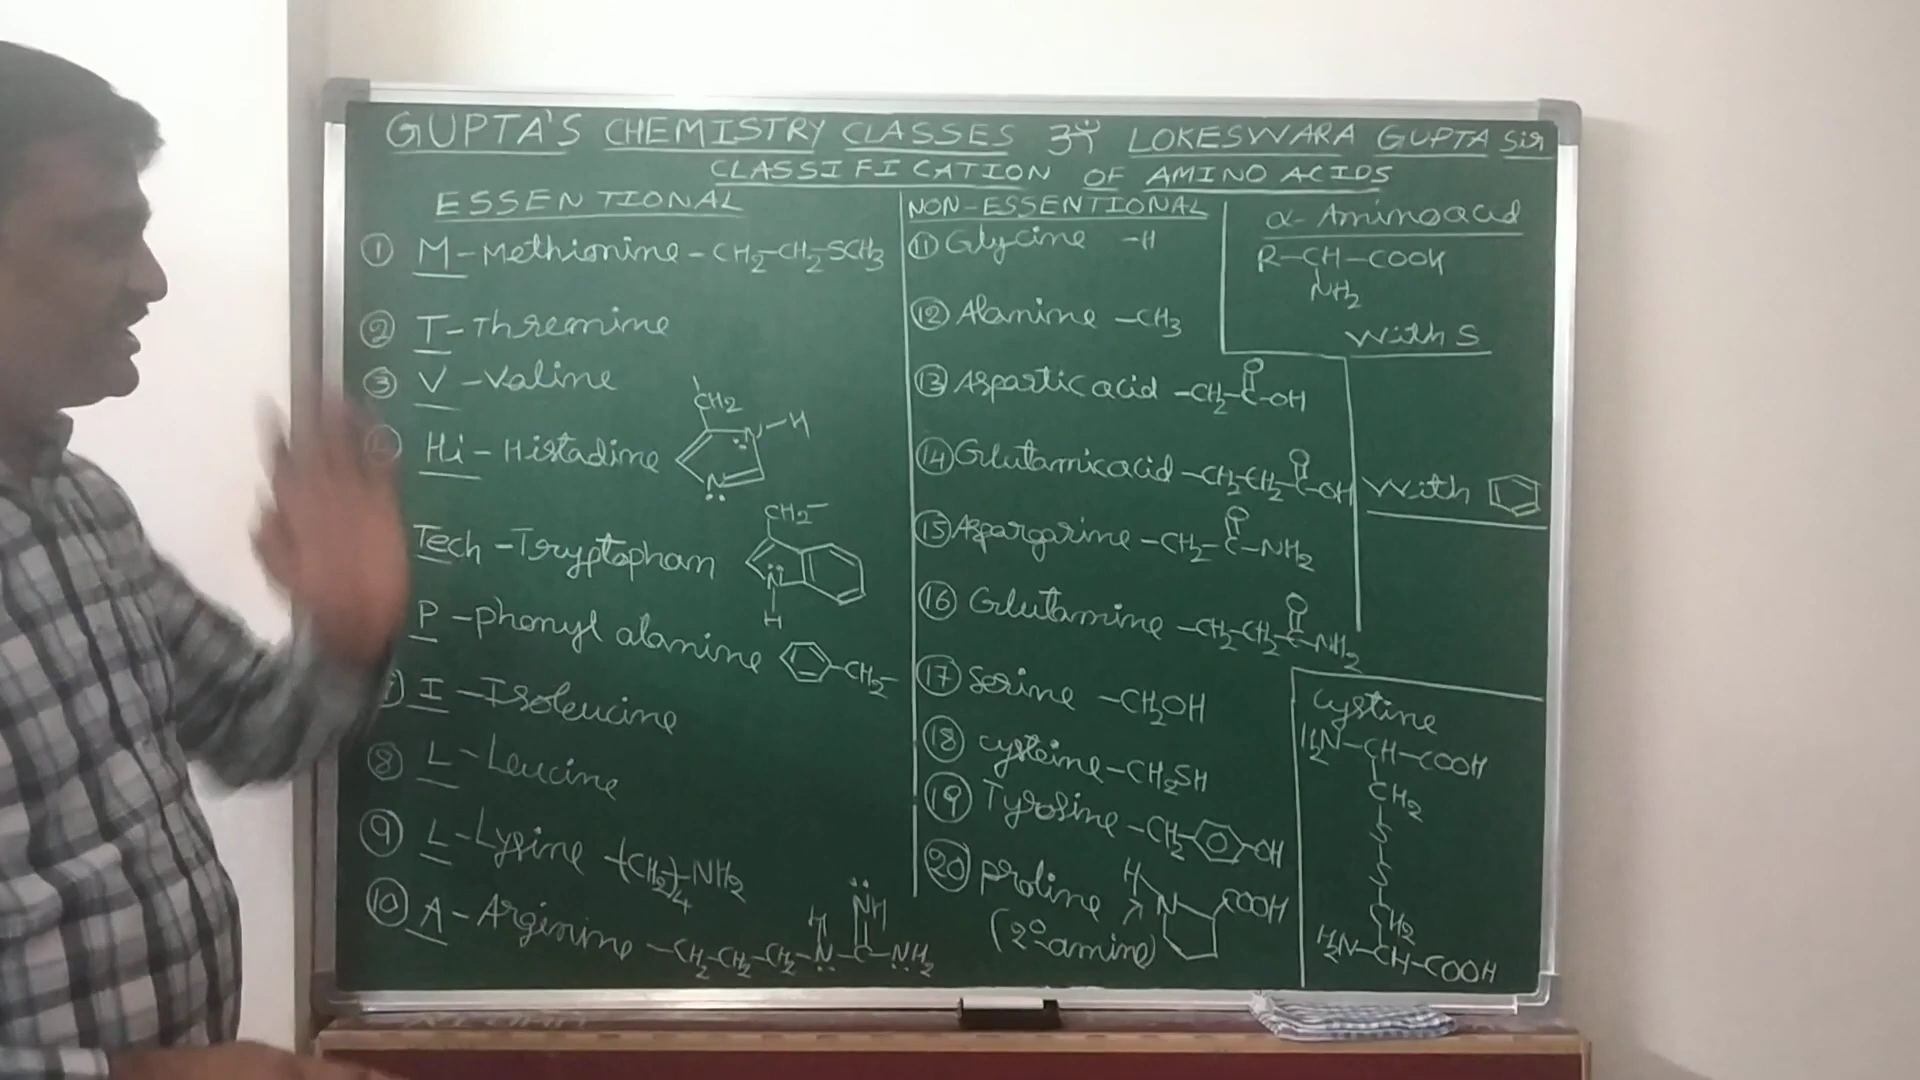 GUPTA'S CHEMISTRY CLASSES ॐ LOKESWARA GUPTA Sir
CLASSIFICATION OF AMINO ACIDS
ESSENTIONAL
① M - Methionine - CH2-CH2-SCH3
② T - Threonine
③ V - Valine
Hi - Histadine
CH2
N-H
N
Tech - Tryptophan
CH2-
N
H
P - phenyl alanine -CH2-
I - Isoleucine
⑧ L - Leucine
⑨ L - Lysine -(CH2)4-NH2
⑩ A - Arginine -CH2-CH2-CH2-N-C-NH2
H NH
NON-ESSENTIONAL
⑪ Glycine -H
⑫ Alanine -CH3
⑬ Aspartic acid -CH2-C-OH
O
⑭ Glutamic acid -CH2-CH2-C-OH
O
⑮ Aspargarine -CH2-C-NH2
O
⑯ Glutamine -CH2-CH2-C-NH2
O
⑰ Serine -CH2OH
⑱ cysteine -CH2SH
⑲ Tyrosine -CH2-OH
⑳ proline
(2° amine)
H
N COOH
α-Aminoacid
R-CH-COOH
NH2
With S
With
Cystine
H2N-CH-COOH
CH2
S
S
CH2
H2N-CH-COOH